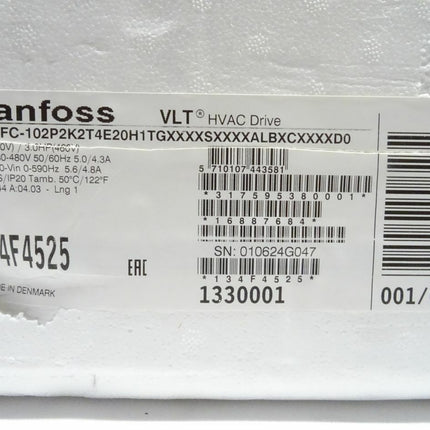 anfoss VLT® HVAC Drive
FC-102P2K2T4E20H1TGXXXXSXXXXALBXCXXXXD0
0V) / 3.0HP(460V)
0-480V 50/60Hz 5.0/4.3A
0-Vin 0-590Hz 5.6/4.8A
S/IP20 Tamb. 50°C/122°F
4 A:04.03 - Lng 1
5 710107 443581
*317595380001*
*16887684*
4F4525
EAC
SN: 010624G047
*134F4525*
E IN DENMARK
1330001
001/